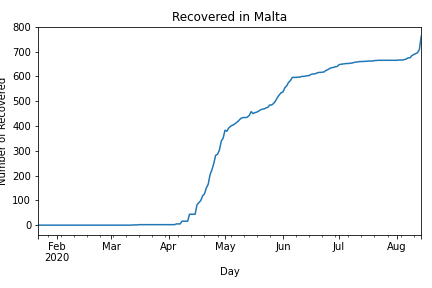 Recovered in Malta
Number of Recovered
800
700
600
500
400
300
200
100
0
Feb
2020
Mar
Apr
May
Jun
Jul
Aug
Day